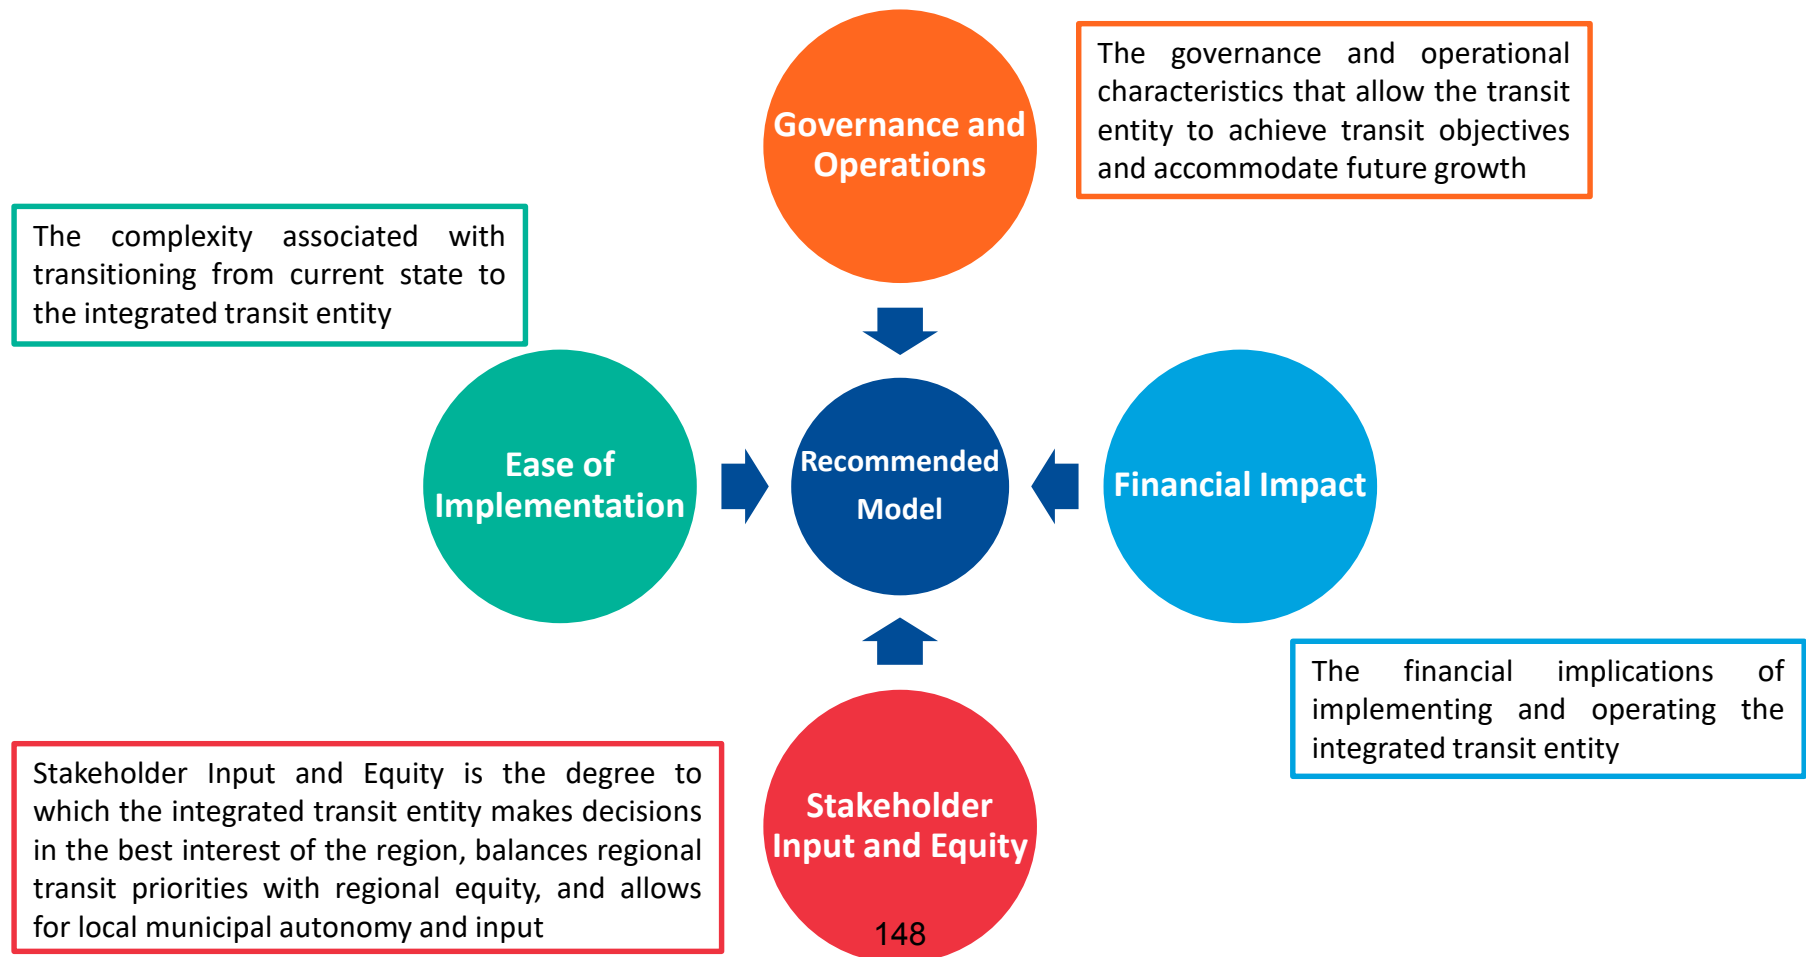 Governance and
Operations
The governance and operational
characteristics that allow the transit
entity to achieve transit objectives
and accommodate future growth
The complexity associated with
transitioning from current state to
the integrated transit entity
Ease of
Implementation
Recommended
Model
Financial Impact
The financial implications of
implementing and operating the
integrated transit entity
Stakeholder Input and Equity is the degree to
which the integrated transit entity makes decisions
in the best interest of the region, balances regional
transit priorities with regional equity, and allows
for local municipal autonomy and input
Stakeholder
Input and Equity
148